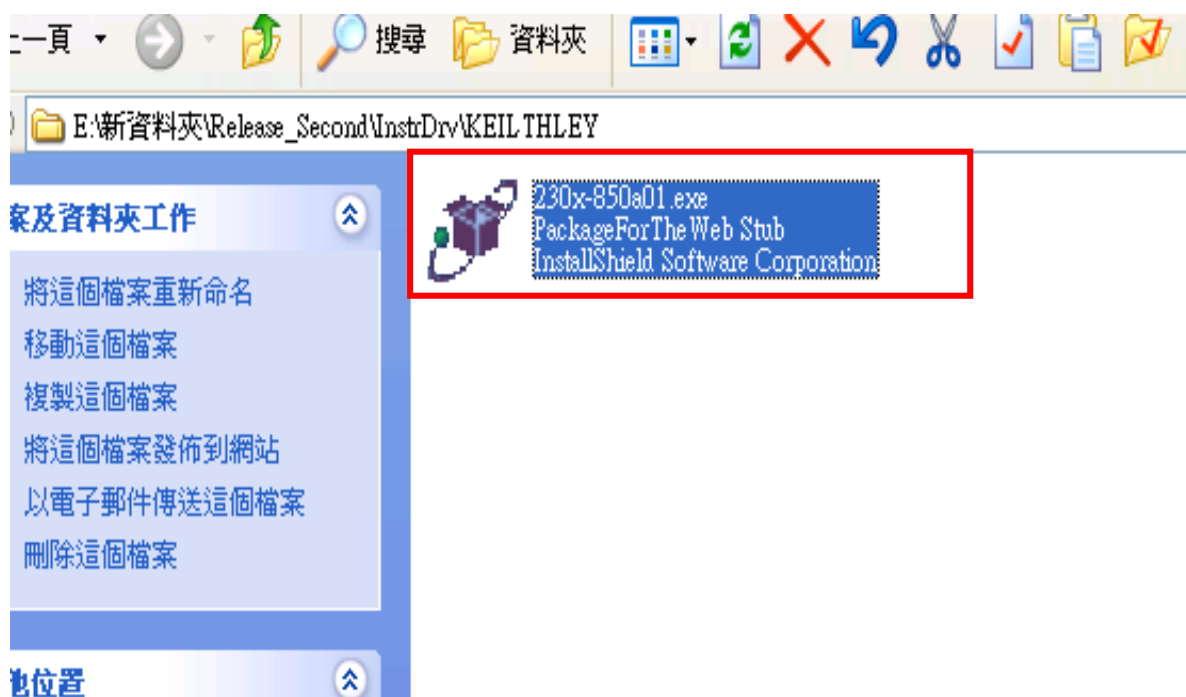 上一頁
搜尋
資料夾
E:\新資料夾\Release_Second\InstrDrv\KEILTHLEY
230x-850a01.exe
PackageForTheWeb Stub
InstallShield Software Corporation
案及資料夾工作
將這個檔案重新命名
移動這個檔案
複製這個檔案
將這個檔案發佈到網站
以電子郵件傳送這個檔案
刪除這個檔案
他位置